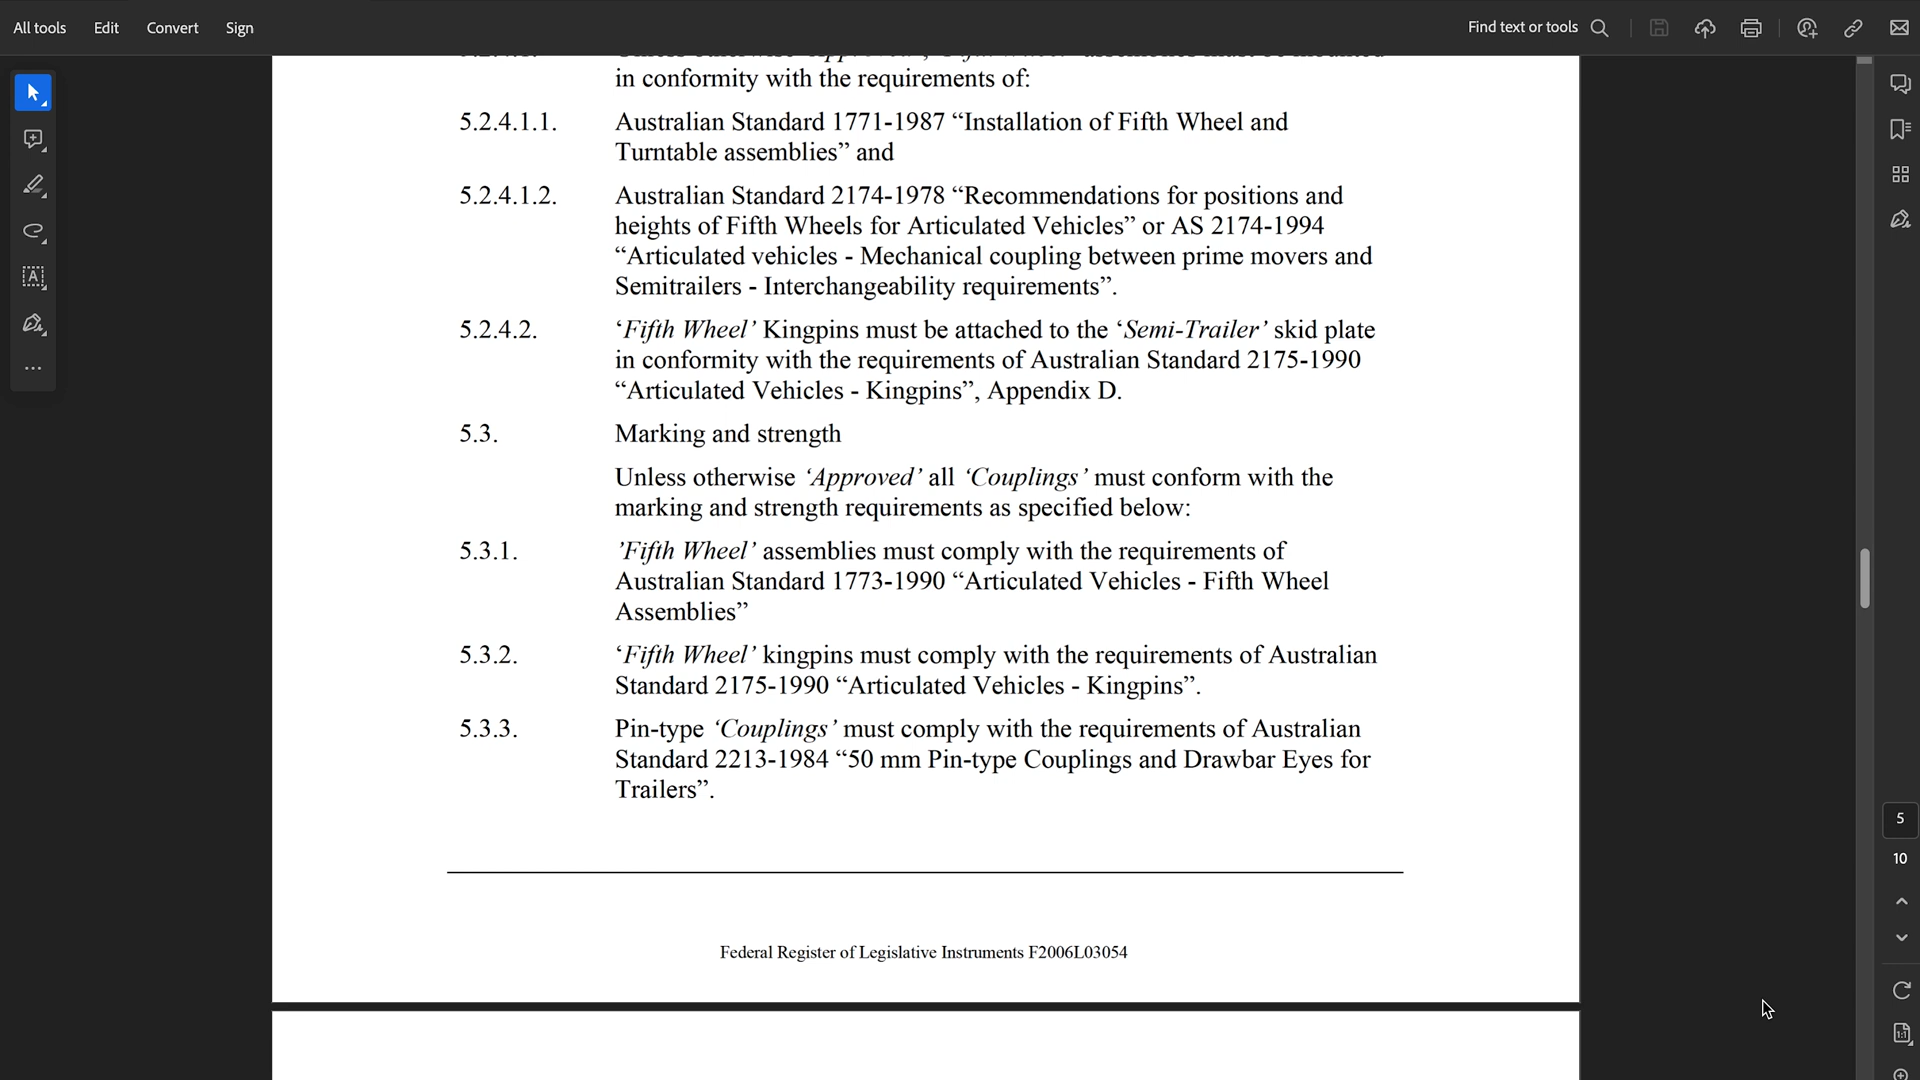 All tools Edit Convert Sign Find text or tools
in conformity with the requirements of:
5.2.4.1.1. Australian Standard 1771-1987 “Installation of Fifth Wheel and
Turntable assemblies” and
5.2.4.1.2. Australian Standard 2174-1978 “Recommendations for positions and
heights of Fifth Wheels for Articulated Vehicles” or AS 2174-1994
“Articulated vehicles - Mechanical coupling between prime movers and
Semitrailers - Interchangeability requirements”.
5.2.4.2. ‘Fifth Wheel’ Kingpins must be attached to the ‘Semi-Trailer’ skid plate
in conformity with the requirements of Australian Standard 2175-1990
“Articulated Vehicles - Kingpins”, Appendix D.
5.3. Marking and strength
Unless otherwise ‘Approved’ all ‘Couplings’ must conform with the
marking and strength requirements as specified below:
5.3.1. ’Fifth Wheel’ assemblies must comply with the requirements of
Australian Standard 1773-1990 “Articulated Vehicles - Fifth Wheel
Assemblies”
5.3.2. ‘Fifth Wheel’ kingpins must comply with the requirements of Australian
Standard 2175-1990 “Articulated Vehicles - Kingpins”.
5.3.3. Pin-type ‘Couplings’ must comply with the requirements of Australian
Standard 2213-1984 “50 mm Pin-type Couplings and Drawbar Eyes for
Trailers”.
5
10
Federal Register of Legislative Instruments F2006L03054